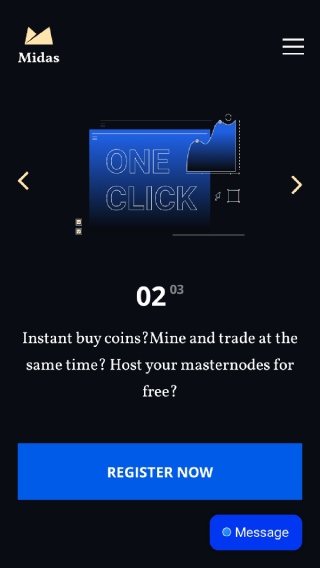 Midas
ONE
CLICK
02 03
Instant buy coins?Mine and trade at the
same time? Host your masternodes for
free?
REGISTER NOW
Message